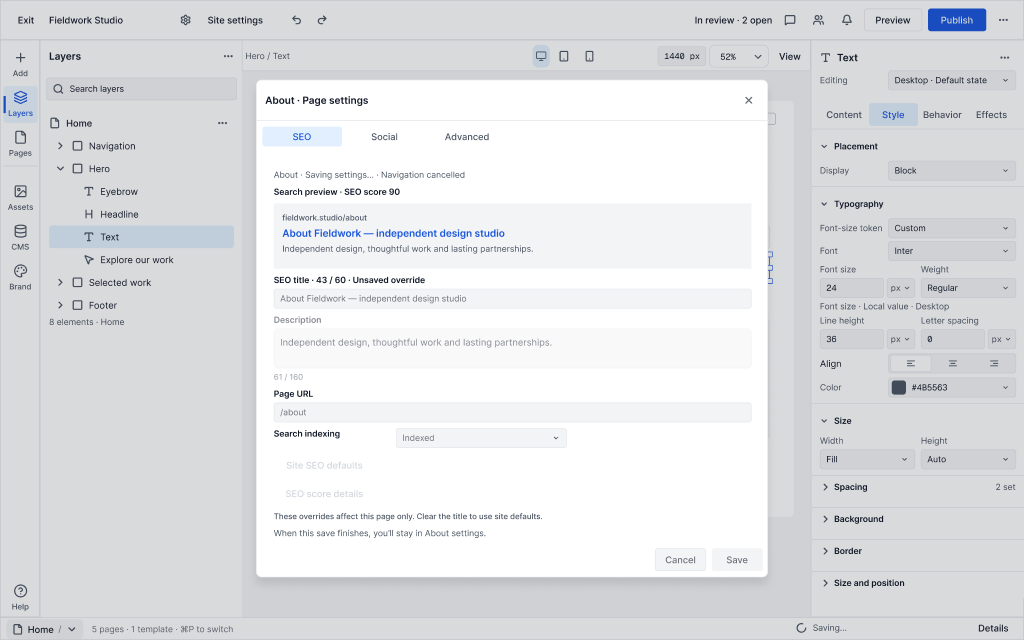 Exit
Fieldwork Studio
Site settings
In review · 2 open
Preview
Publish
Add
Layers
Pages
Assets
CMS
Brand
Help
Layers
Search layers
Home
Navigation
Hero
Eyebrow
Headline
Text
Explore our work
Selected work
Footer
8 elements · Home
Hero / Text
1440 px
52%
View
About · Page settings
SEO
Social
Advanced
About · Saving settings... · Navigation cancelled
Search preview · SEO score 90
fieldwork.studio/about
About Fieldwork — independent design studio
Independent design, thoughtful work and lasting partnerships.
SEO title · 43 / 60 · Unsaved override
About Fieldwork — independent design studio
Description
Independent design, thoughtful work and lasting partnerships.
61 / 160
Page URL
/about
Search indexing
Indexed
Site SEO defaults
SEO score details
These overrides affect this page only. Clear the title to use site defaults.
When this save finishes, you'll stay in About settings.
Cancel
Save
Text
Editing
Desktop · Default state
Content
Style
Behavior
Effects
Placement
Display
Block
Typography
Font-size token
Custom
Font
Inter
Font size
Weight
24
px
Regular
Font size · Local value · Desktop
Line height
Letter spacing
36
px
0
px
Align
Color
#4B5563
Size
Width
Height
Fill
Auto
Spacing
2 set
Background
Border
Size and position
Home /
5 pages · 1 template · ⌘P to switch
Saving...
Details